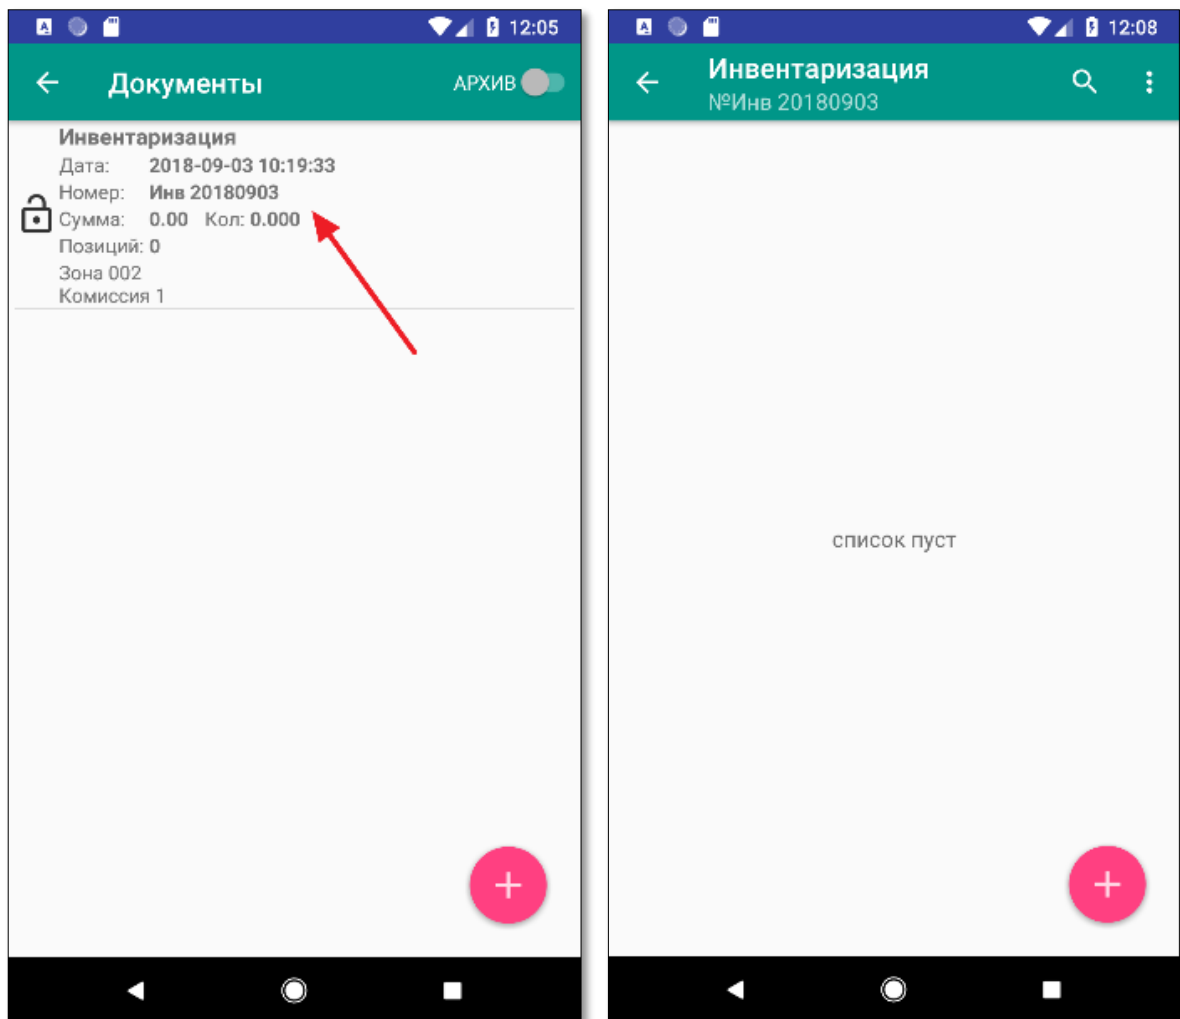 12:05
Документы
АРХИВ
Инвентаризация
Дата: 2018-09-03 10:19:33
Номер: Инв 20180903
Сумма: 0.00 Кол: 0.000
Позиций: 0
Зона 002
Комиссия 1
12:08
Инвентаризация
№Инв 20180903
список пуст